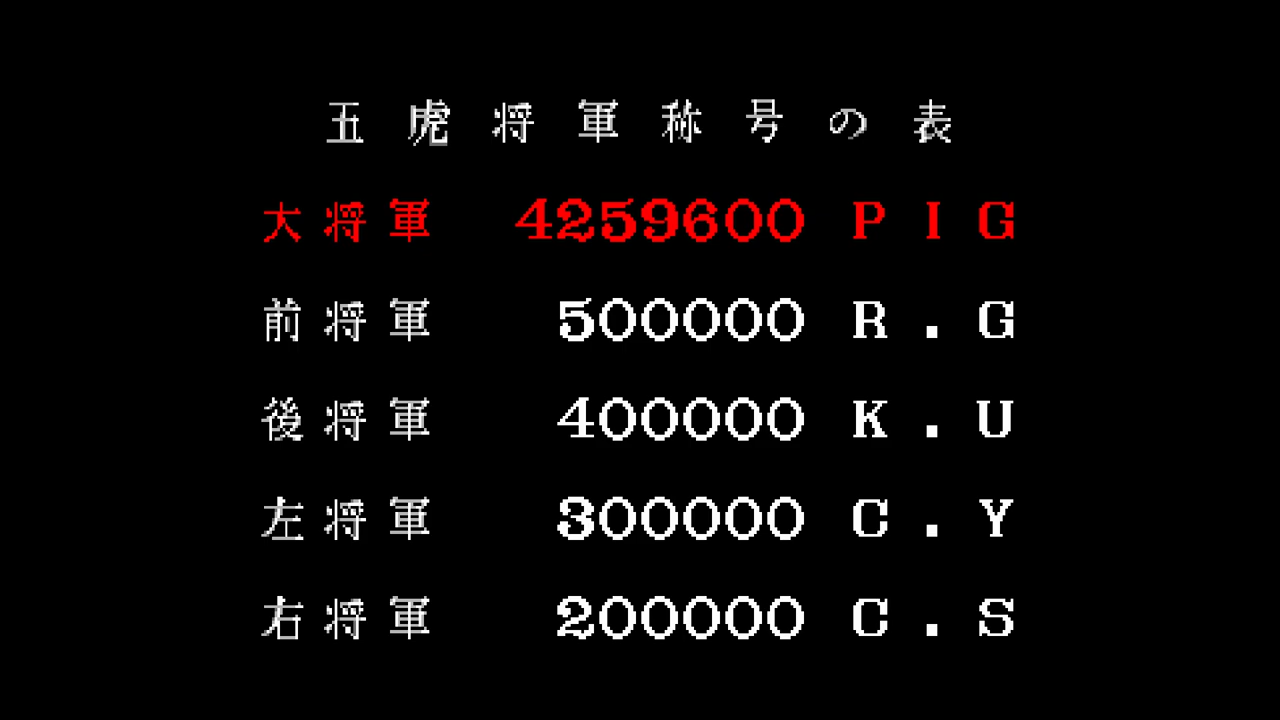 五虎将軍称号の表
大将軍 4259600 PIG
前将軍 500000 R.G
後将軍 400000 K.U
左将軍 300000 C.Y
右将軍 200000 C.S